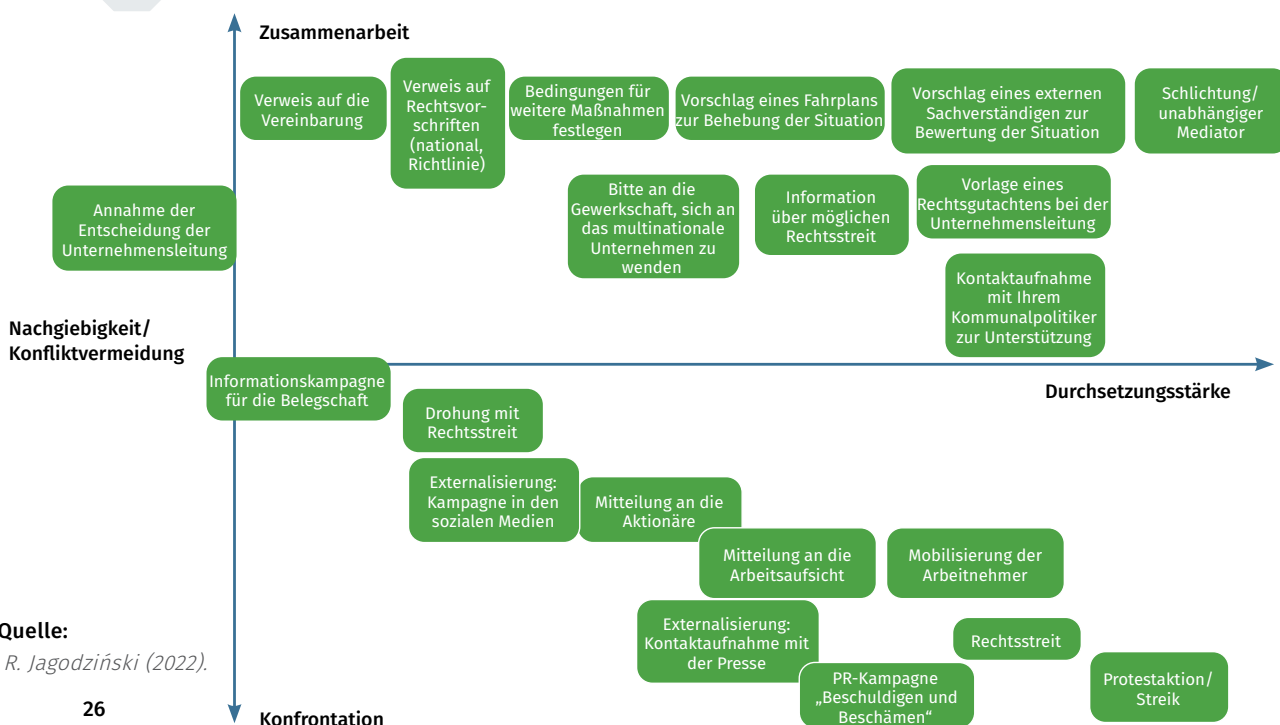 Zusammenarbeit
Verweis auf die
Vereinbarung
Verweis auf
Rechtsvor-
schriften
(national,
Richtlinie)
Bedingungen für
weitere Maßnahmen
festlegen
Vorschlag eines Fahrplans
zur Behebung der Situation
Vorschlag eines externen
Sachverständigen zur
Bewertung der Situation
Schlichtung/
unabhängiger
Mediator
Annahme der
Entscheidung der
Unternehmensleitung
Bitte an die
Gewerkschaft, sich an
das multinationale
Unternehmen zu
wenden
Information
über möglichen
Rechtsstreit
Vorlage eines
Rechtsgutachtens bei der
Unternehmensleitung
Kontaktaufnahme
mit Ihrem
Kommunalpolitiker
zur Unterstützung
Nachgiebigkeit/
Konfliktvermeidung
Durchsetzungsstärke
Informationskampagne
für die Belegschaft
Drohung mit
Rechtsstreit
Externalisierung:
Kampagne in den
sozialen Medien
Mitteilung an die
Aktionäre
Mitteilung an die
Arbeitsaufsicht
Mobilisierung der
Arbeitnehmer
Externalisierung:
Kontaktaufnahme mit
der Presse
Rechtsstreit
PR-Kampagne
„Beschuldigen und
Beschämen“
Protestaktion/
Streik
Quelle:
R. Jagodziński (2022).
26
Konfrontation